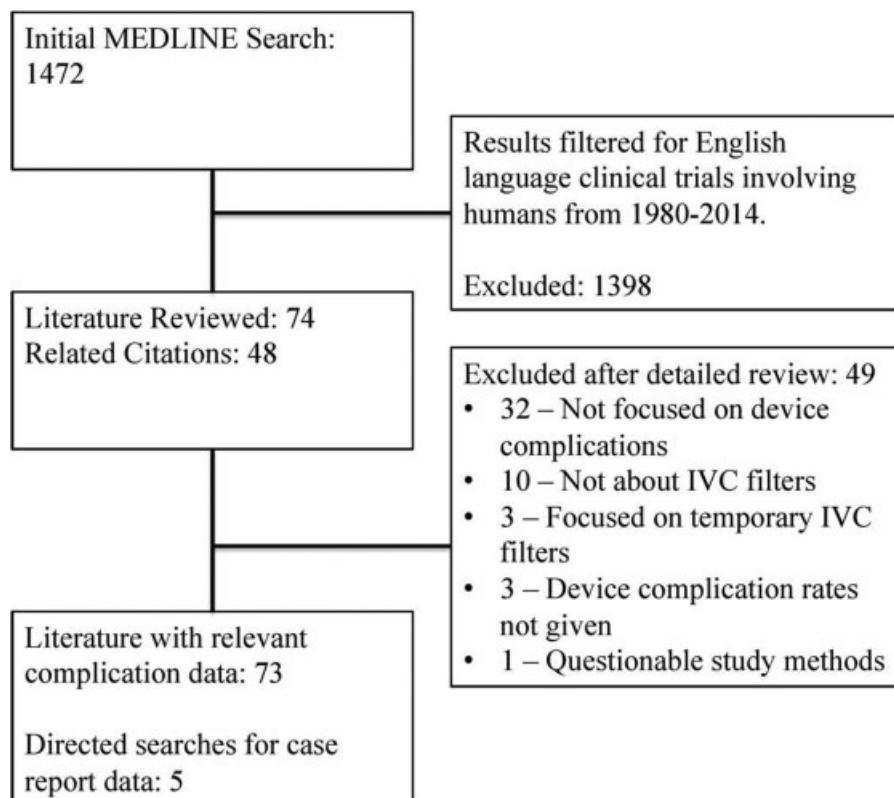 Initial MEDLINE Search:
1472
Results filtered for English
language clinical trials involving
humans from 1980-2014.
Excluded: 1398
Literature Reviewed: 74
Related Citations: 48
Excluded after detailed review: 49
• 32 – Not focused on device
complications
• 10 – Not about IVC filters
• 3 – Focused on temporary IVC
filters
• 3 – Device complication rates
not given
• 1 – Questionable study methods
Literature with relevant
complication data: 73
Directed searches for case
report data: 5